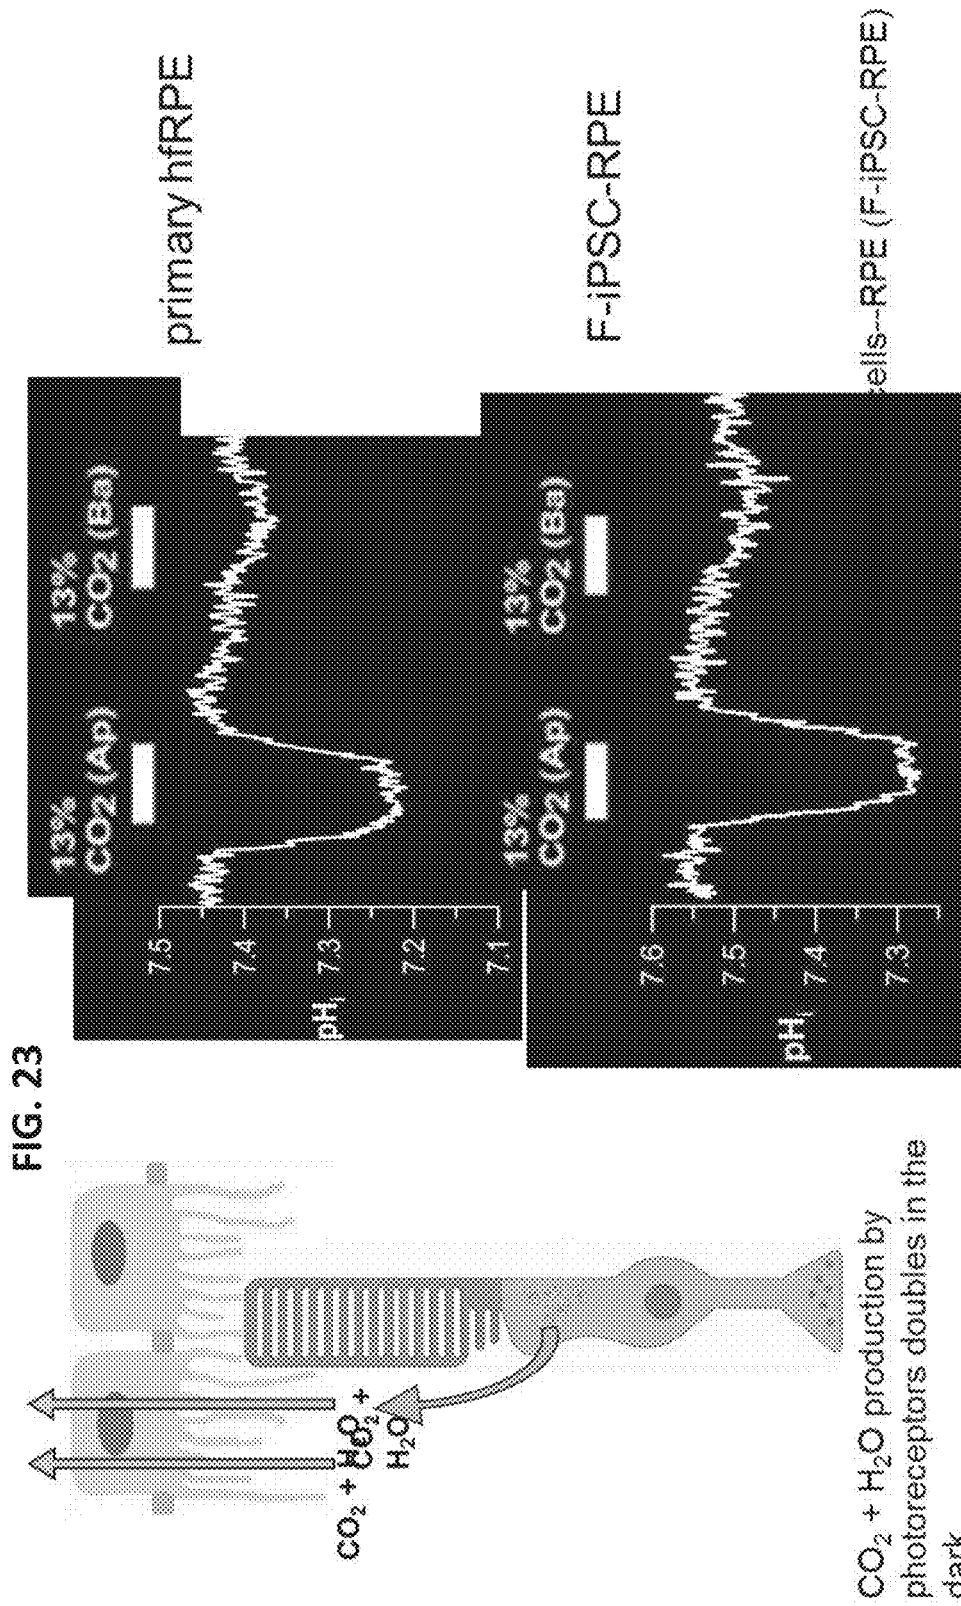 FIG. 23
CO₂ + H₂O
CO₂ +
H₂O
CO₂ + H₂O production by
photoreceptors doubles in the
dark
13%
CO₂ (Ap)
13%
CO₂ (Ba)
7.5
7.4
7.3
7.2
7.1
pHᵢ
primary hfRPE
13%
CO₂ (Ap)
13%
CO₂ (Ba)
7.6
7.5
7.4
7.3
pHᵢ
F-iPSC-RPE
cells--RPE (F-iPSC-RPE)